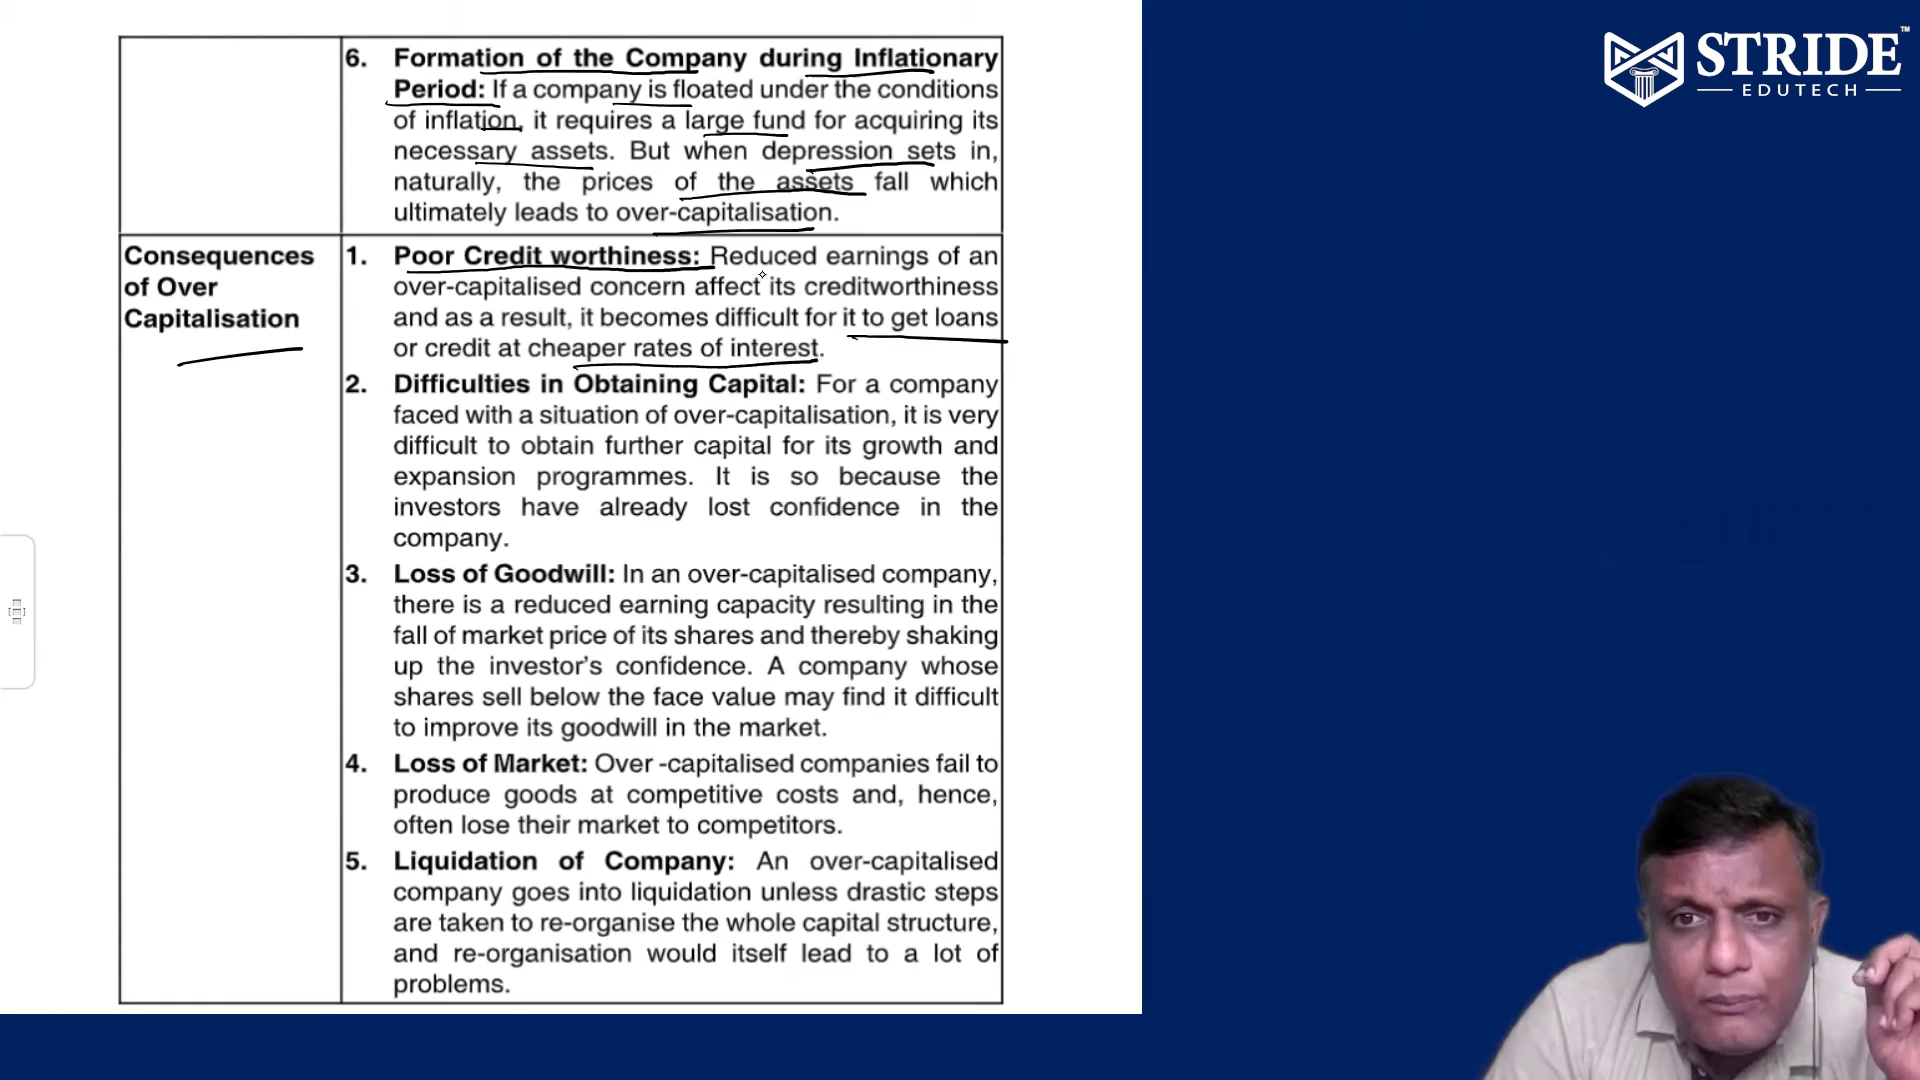 STRIDE
TM
EDUTECH
6. Formation of the Company during Inflationary
Period: If a company is floated under the conditions
of inflation, it requires a large fund for acquiring its
necessary assets. But when depression sets in,
naturally, the prices of the assets fall which
ultimately leads to over-capitalisation.
Consequences
of Over
Capitalisation
1. Poor Credit worthiness: Reduced earnings of an
over-capitalised concern affect its creditworthiness
and as a result, it becomes difficult for it to get loans
or credit at cheaper rates of interest.
2. Difficulties in Obtaining Capital: For a company
faced with a situation of over-capitalisation, it is very
difficult to obtain further capital for its growth and
expansion programmes. It is so because the
investors have already lost confidence in the
company.
3. Loss of Goodwill: In an over-capitalised company,
there is a reduced earning capacity resulting in the
fall of market price of its shares and thereby shaking
up the investor's confidence. A company whose
shares sell below the face value may find it difficult
to improve its goodwill in the market.
4. Loss of Market: Over -capitalised companies fail to
produce goods at competitive costs and, hence,
often lose their market to competitors.
5. Liquidation of Company: An over-capitalised
company goes into liquidation unless drastic steps
are taken to re-organise the whole capital structure,
and re-organisation would itself lead to a lot of
problems.